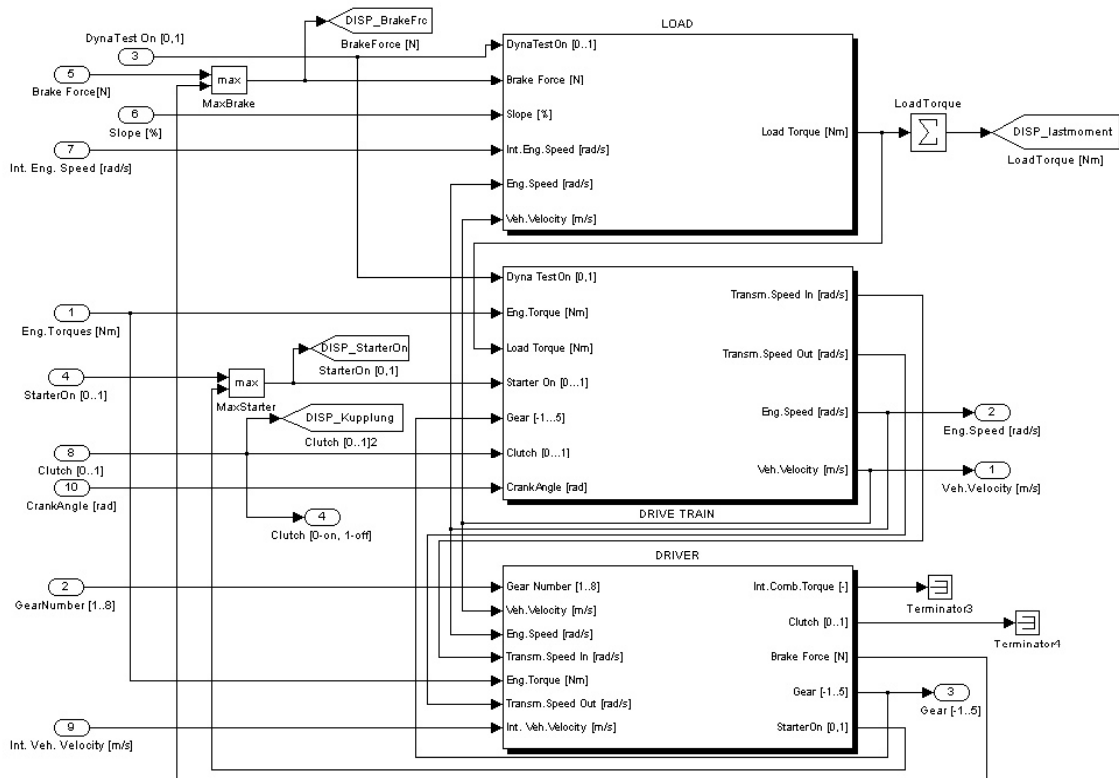 LOAD
DISP_BrakeFrc
BrakeForce [N]
DynaTest On [0,1]
3
5
Brake Force[N]
max
MaxBrake
6
Slope [%]
7
Int. Eng. Speed [rad/s]
DynaTestOn [0..1]
Brake Force [N]
Slope [%]
Int.Eng.Speed [rad/s]
Eng.Speed [rad/s]
Veh.Velocity [m/s]
Load Torque [Nm]
LoadTorque
Σ
DISP_lastmoment
LoadTorque [Nm]
1
Eng.Torques [Nm]
4
StarterOn [0..1]
max
MaxStarter
DISP_StarterOn
StarterOn [0,1]
DISP_Kupplung
Clutch [0..1]2
8
Clutch [0..1]
10
CrankAngle [rad]
4
Clutch [0-on, 1-off]
Dyna TestOn [0,1]
Eng.Torque [Nm]
Load Torque [Nm]
Starter On [0...1]
Gear [-1...5]
Clutch [0...1]
CrankAngle [rad]
Transm.Speed In [rad/s]
Transm.Speed Out [rad/s]
Eng.Speed [rad/s]
Veh.Velocity [m/s]
DRIVE TRAIN
2
Eng.Speed [rad/s]
1
Veh.Velocity [m/s]
DRIVER
2
GearNumber [1..8]
9
Int. Veh. Velocity [m/s]
Gear Number [1..8]
Veh.Velocity [m/s]
Eng.Speed [rad/s]
Transm.Speed In [rad/s]
Eng.Torque [Nm]
Transm.Speed Out [rad/s]
Int. Veh.Velocity [m/s]
Int.Comb.Torque [-]
Clutch [0..1]
Brake Force [N]
Gear [-1..5]
StarterOn [0,1]
Terminator3
Terminator4
3
Gear [-1..5]